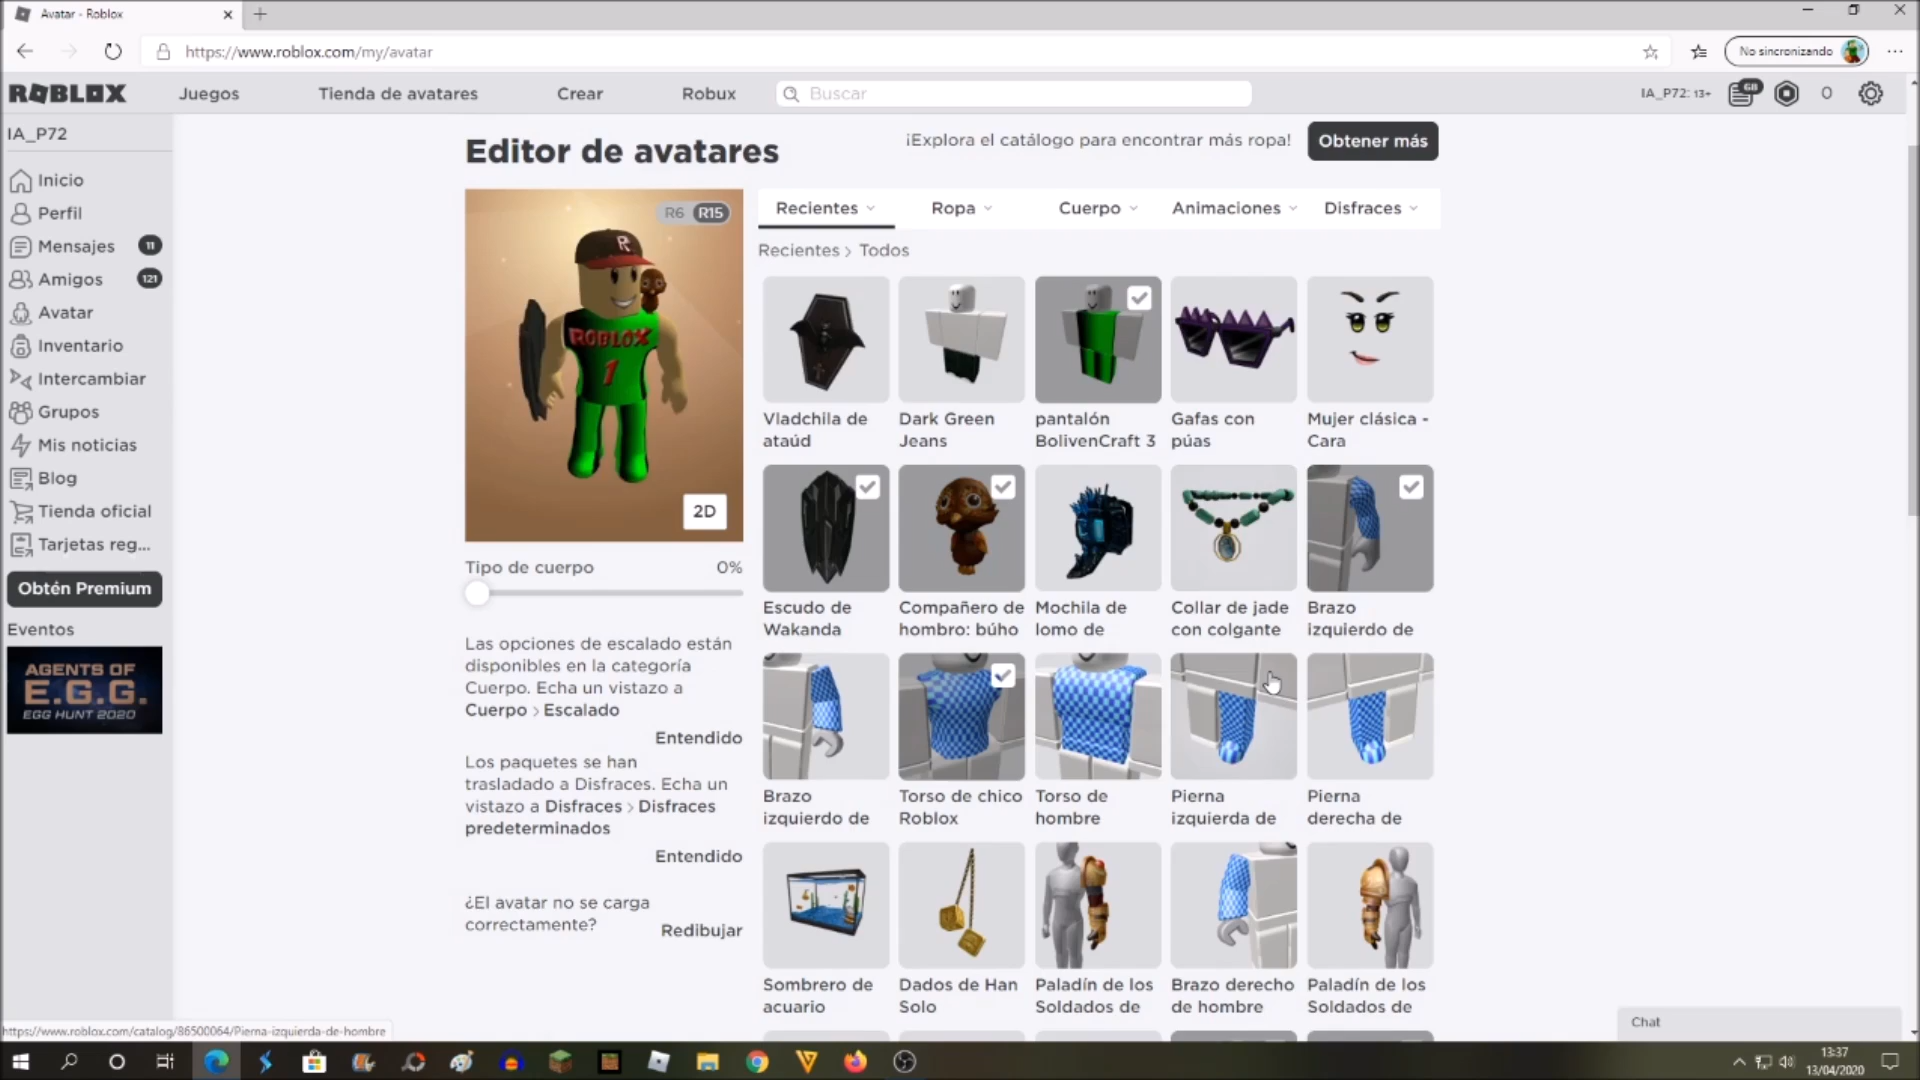 Avatar - Roblox
https://www.roblox.com/my/avatar
No sincronizando
ROBLOX
Juegos
Tienda de avatares
Crear
Robux
Buscar
IA_P72: 13+
68
0
IA_P72
Inicio
Perfil
Mensajes
11
Amigos
121
Avatar
Inventario
Intercambiar
Grupos
Mis noticias
Blog
Tienda oficial
Tarjetas reg...
Obtén Premium
Eventos
AGENTS OF
E.G.G.
EGG HUNT 2020
Editor de avatares
¡Explora el catálogo para encontrar más ropa!
Obtener más
R6 R15
R
ROBLOX
1
2D
Tipo de cuerpo 0%
Las opciones de escalado están
disponibles en la categoría
Cuerpo. Echa un vistazo a
Cuerpo > Escalado
Entendido
Los paquetes se han
trasladado a Disfraces. Echa un
vistazo a Disfraces > Disfraces
predeterminados
Entendido
¿El avatar no se carga
correctamente?
Redibujar
Recientes
Ropa
Cuerpo
Animaciones
Disfraces
Recientes > Todos
Vladchila de
ataúd
Dark Green
Jeans
pantalón
BolivenCraft 3
Gafas con
púas
Mujer clásica -
Cara
Escudo de
Wakanda
Compañero de
hombro: búho
Mochila de
lomo de
Collar de jade
con colgante
Brazo
izquierdo de
Brazo
izquierdo de
Torso de chico
Roblox
Torso de
hombre
Pierna
izquierda de
Pierna
derecha de
Sombrero de
acuario
Dados de Han
Solo
Paladín de los
Soldados de
Brazo derecho
de hombre
Paladín de los
Soldados de
Chat
https://www.roblox.com/catalog/86500064/Pierna-izquierda-de-hombre
13:37
13/04/2020